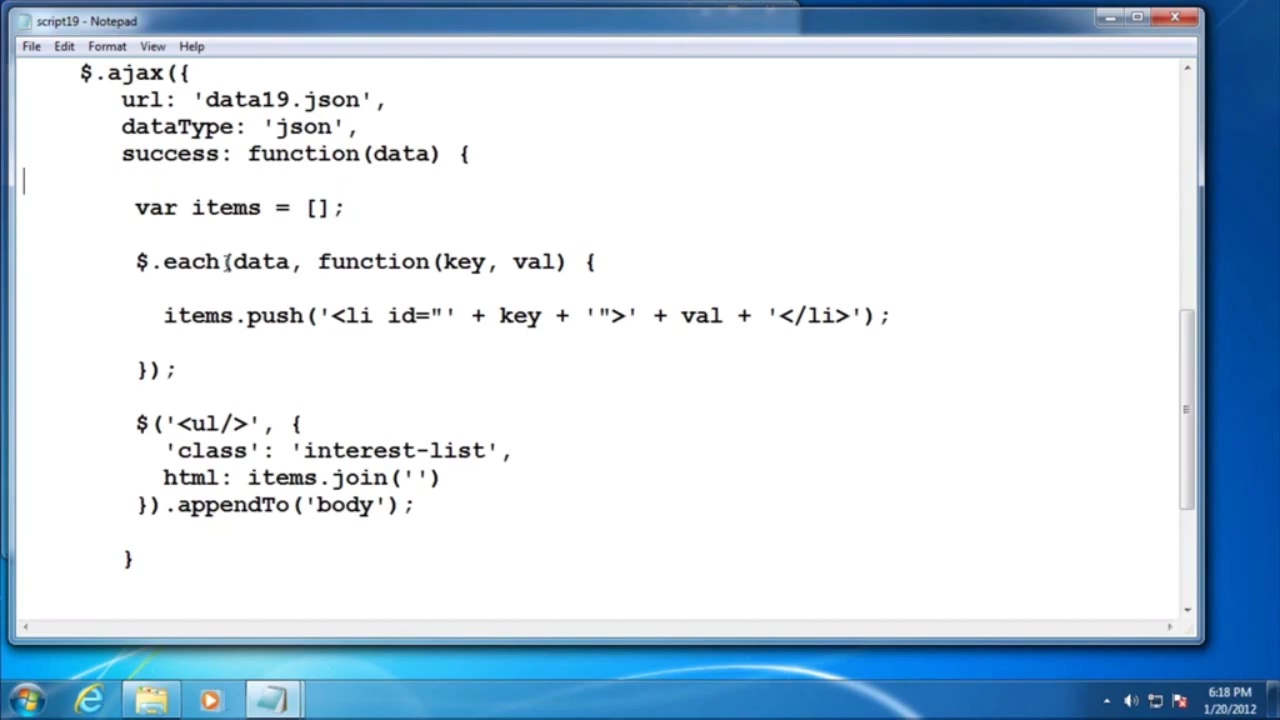 script19 - Notepad
File Edit Format View Help
$.ajax({
url: 'data19.json',
dataType: 'json',
success: function(data) {
var items = [];
$.each(data, function(key, val) {
items.push('<li id="' + key + '">' + val + '</li>');
});
$('<ul/>', {
'class': 'interest-list',
html: items.join('')
}).appendTo('body');
}
6:18 PM
1/20/2012